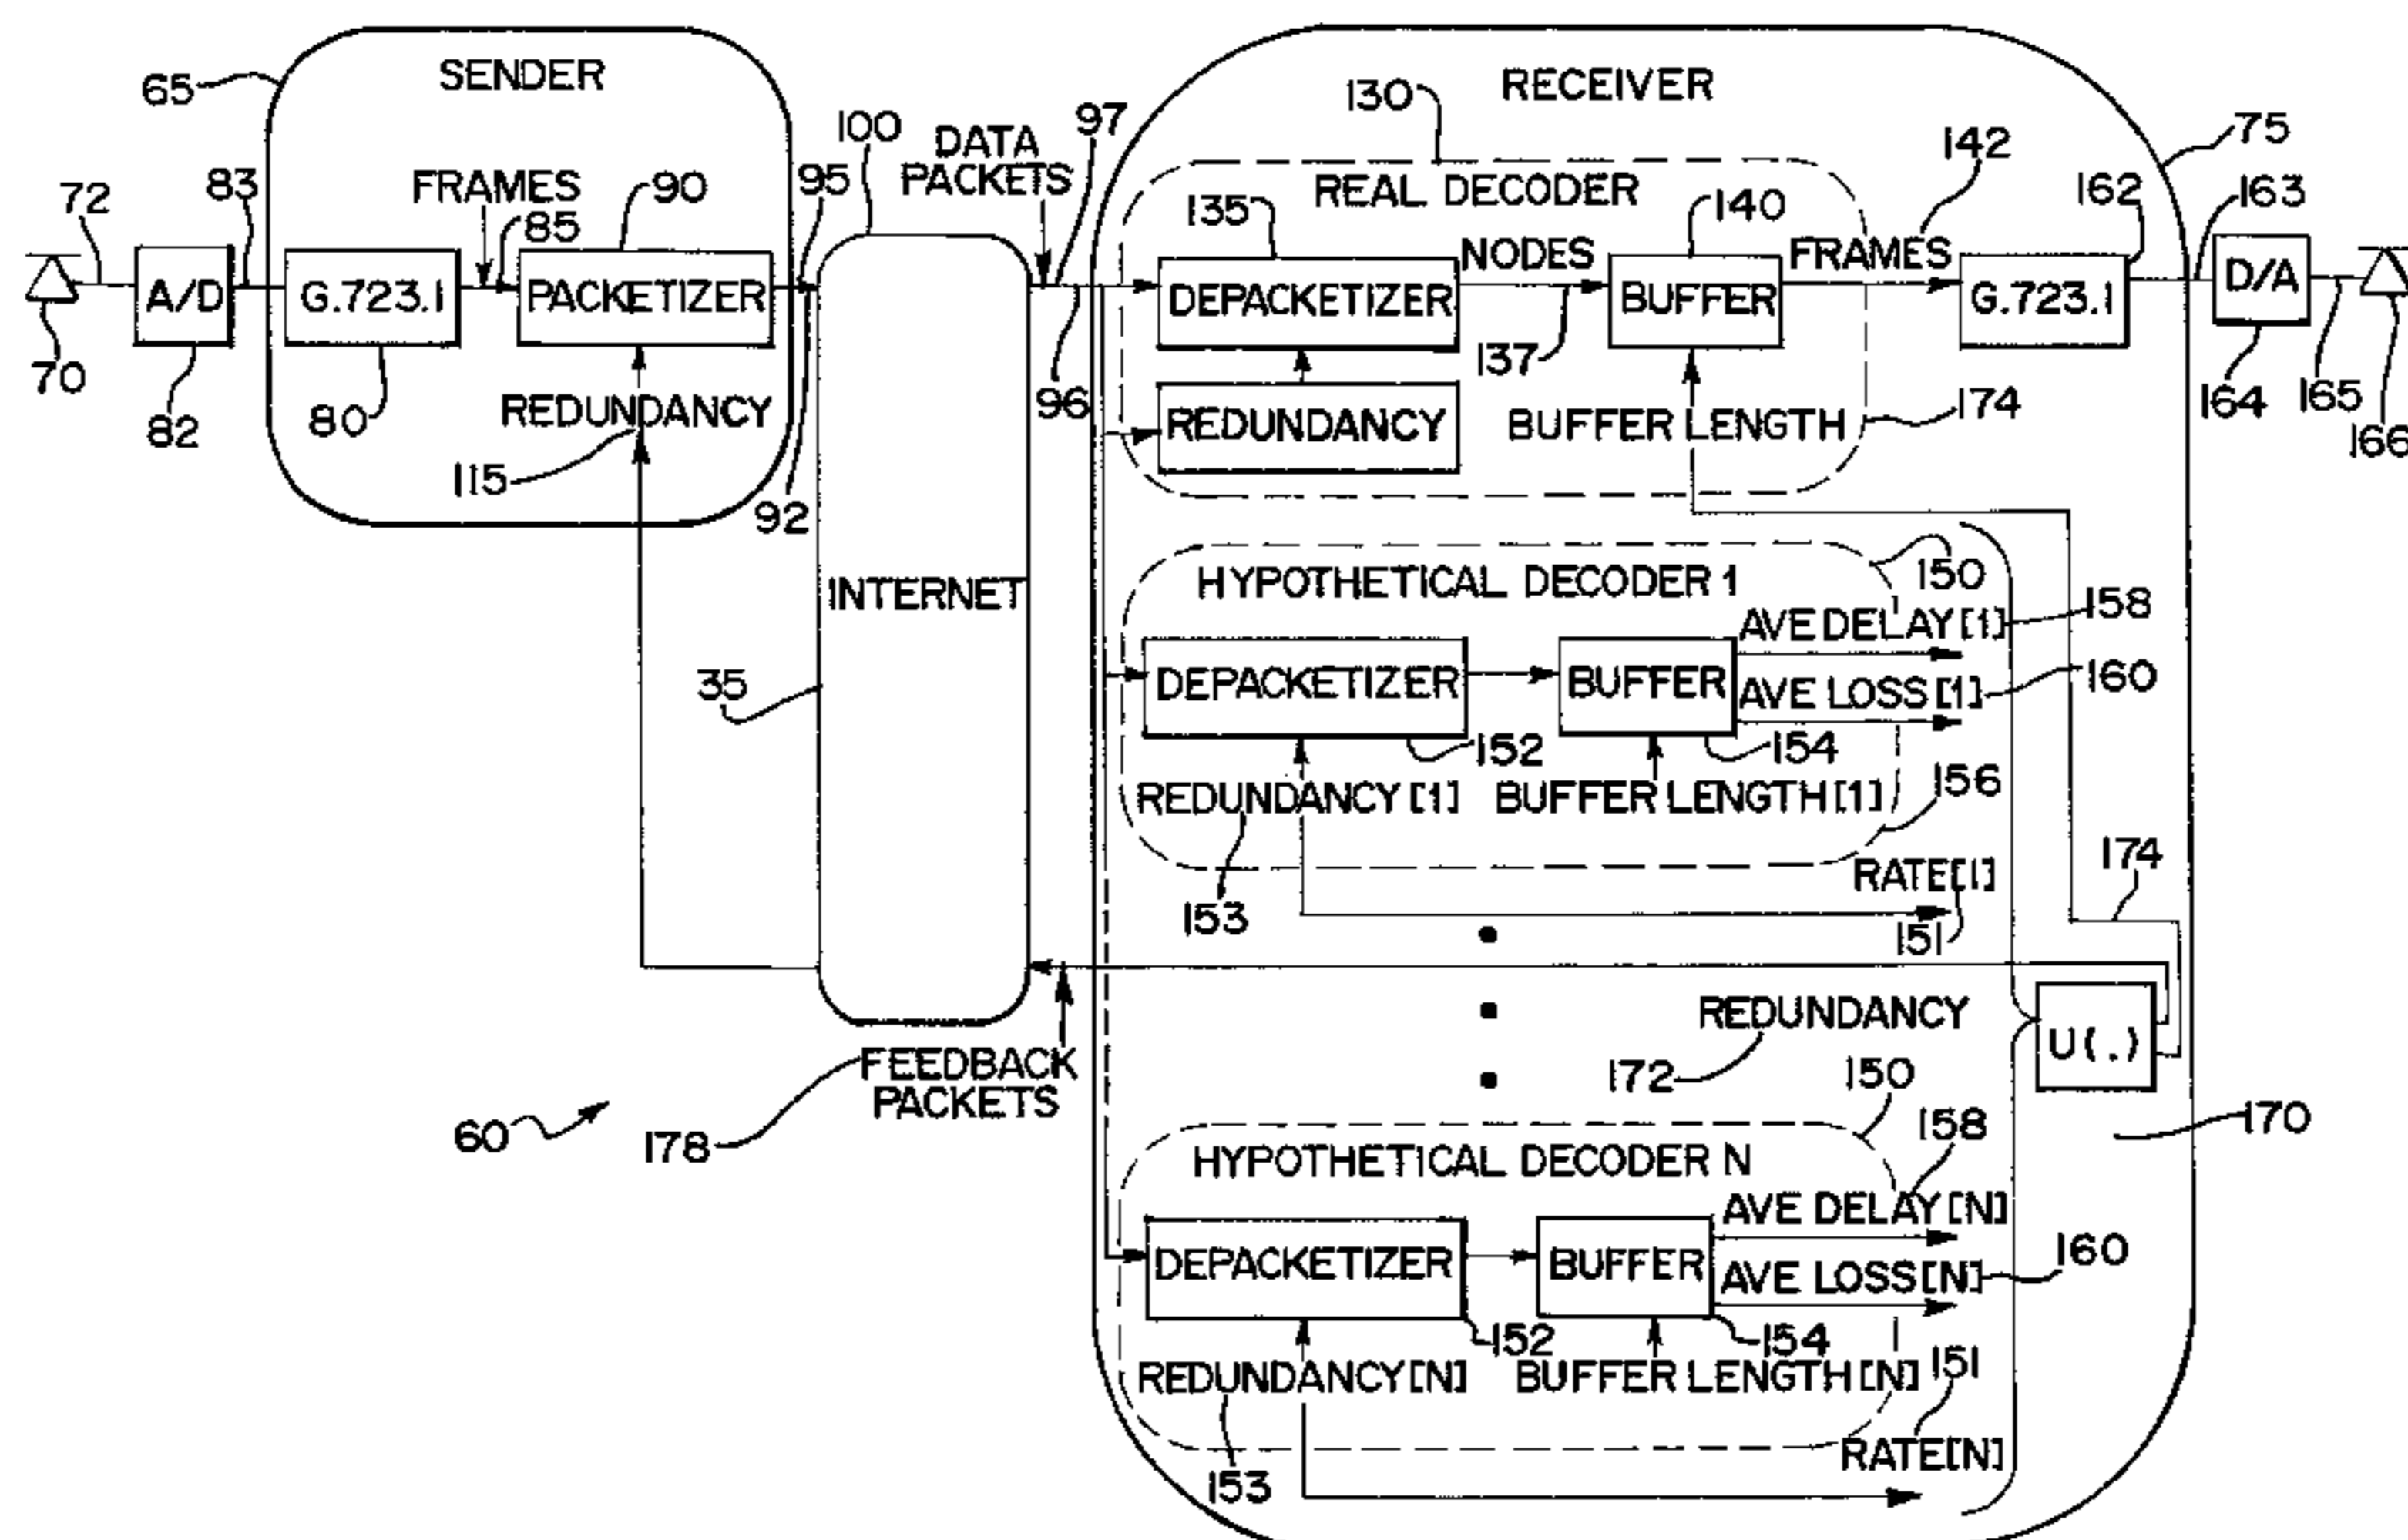 SENDER
65
72
83
FRAMES
85
90
95
A/D
G.723.1
PACKETIZER
70
82
80
REDUNDANCY
115
92
100
DATA
PACKETS
97
96
INTERNET
35
RECEIVER
75
130
REAL DECODER
142
135
NODES
140
FRAMES
162
163
DEPACKETIZER
BUFFER
G.723.1
D/A
137
REDUNDANCY
BUFFER LENGTH
174
164
165
166
HYPOTHETICAL DECODER 1
150
AVE DELAY [1]
158
DEPACKETIZER
BUFFER
AVE LOSS [1]
160
152
154
REDUNDANCY [1]
BUFFER LENGTH [1]
156
153
RATE[1]
151
174
REDUNDANCY
172
U(.)
170
FEEDBACK
PACKETS
178
60
HYPOTHETICAL DECODER N
150
158
AVE DELAY [N]
DEPACKETIZER
BUFFER
AVE LOSS [N]
160
152
154
REDUNDANCY[N]
BUFFER LENGTH[N]
151
153
RATE[N]